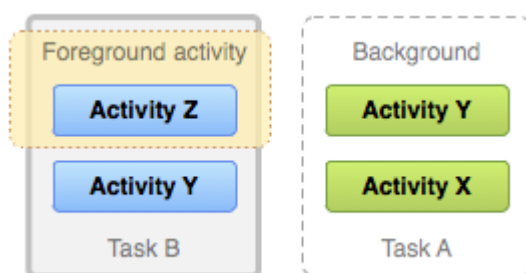 Foreground activity
Activity Z
Activity Y
Task B
Background
Activity Y
Activity X
Task A